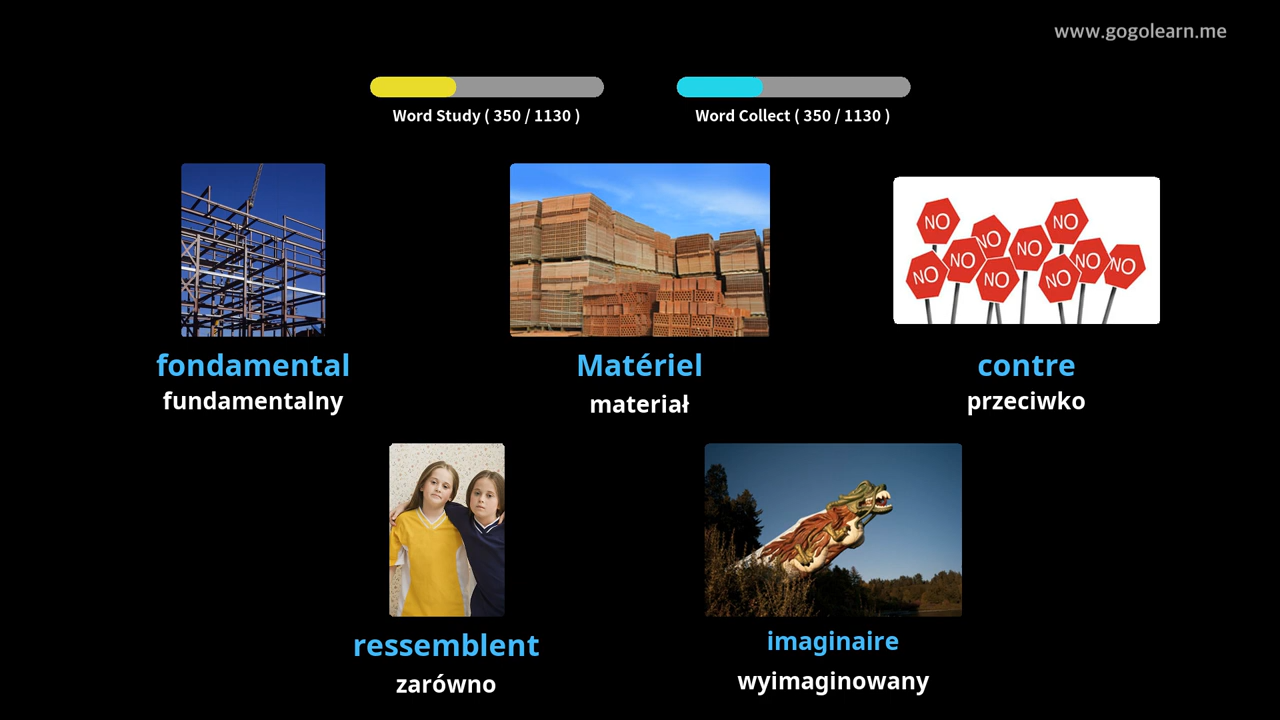 www.gogolearn.me
Word Study ( 350 / 1130 )
Word Collect ( 350 / 1130 )
NO NO NO NO NO NO NO NO NO NO
fondamental
fundamentalny
Matériel
materiał
contre
przeciwko
ressemblent
zarówno
imaginaire
wyimaginowany